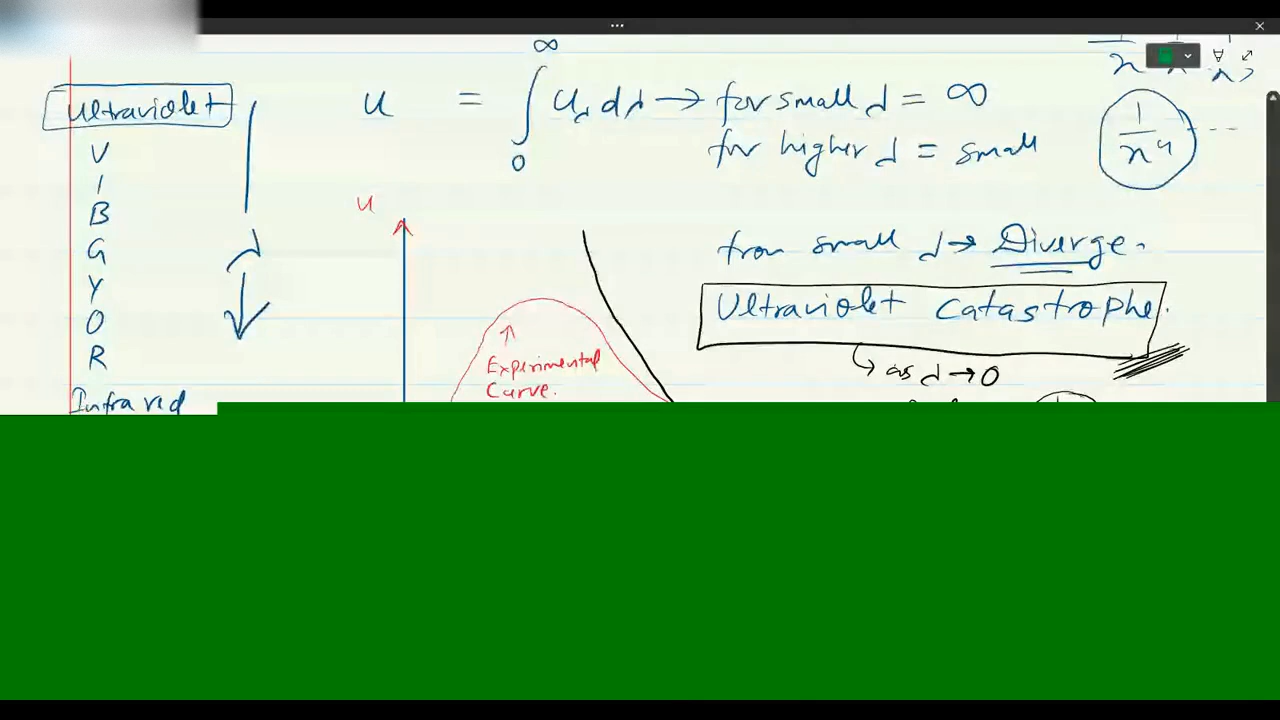 Ultraviolet
V
I
B
G
Y
O
R
Infrared
λ
u = ∫₀^∞ u_λ dλ → for small λ = ∞
for higher λ = small
1/x⁴ ---
from small λ → Diverge.
Ultraviolet Catastrophe.
↳ as λ → 0
u
Experimental
Curve.